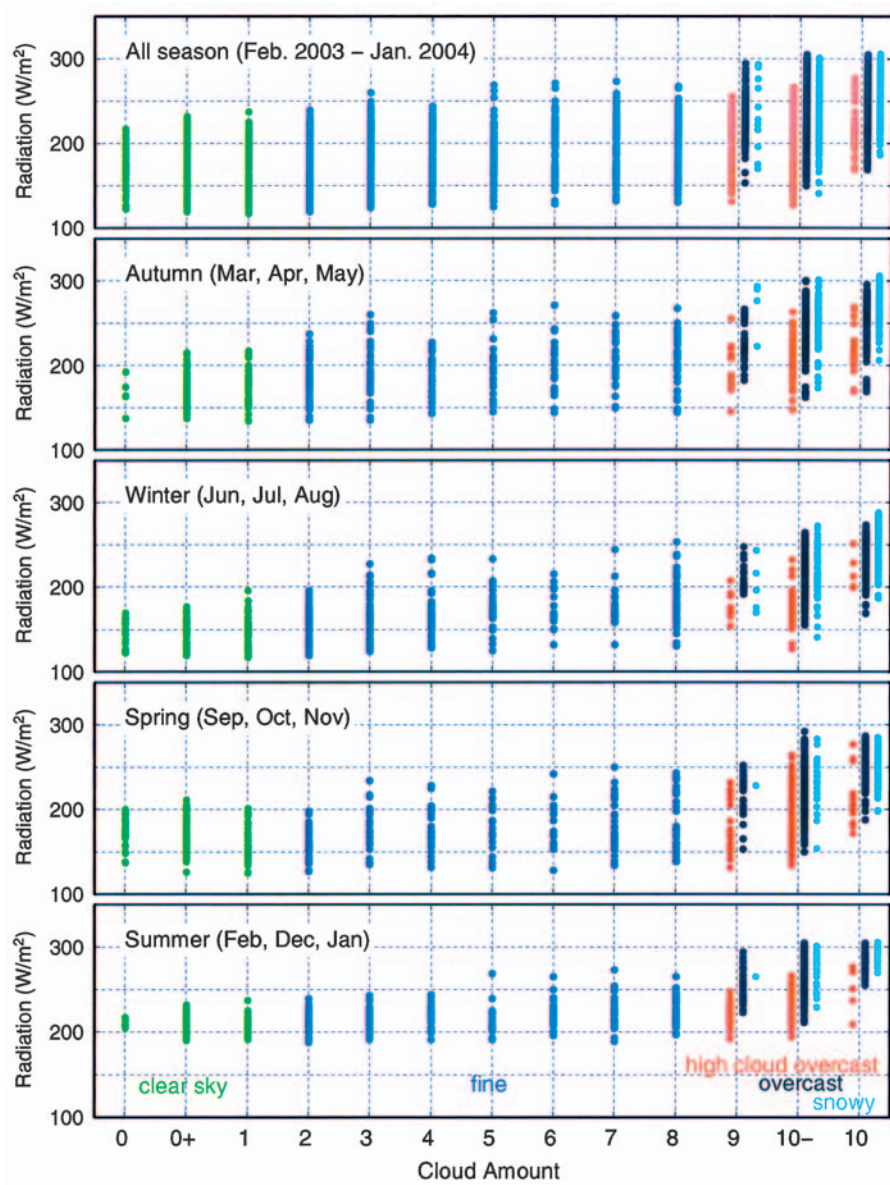 All season (Feb. 2003 – Jan. 2004)
Radiation (W/m²)
300
200
100
Autumn (Mar, Apr, May)
Radiation (W/m²)
300
200
100
Winter (Jun, Jul, Aug)
Radiation (W/m²)
300
200
100
Spring (Sep, Oct, Nov)
Radiation (W/m²)
300
200
100
Summer (Feb, Dec, Jan)
Radiation (W/m²)
300
200
100
high cloud overcast
clear sky fine overcast
snowy
0 0+ 1 2 3 4 5 6 7 8 9 10− 10
Cloud Amount